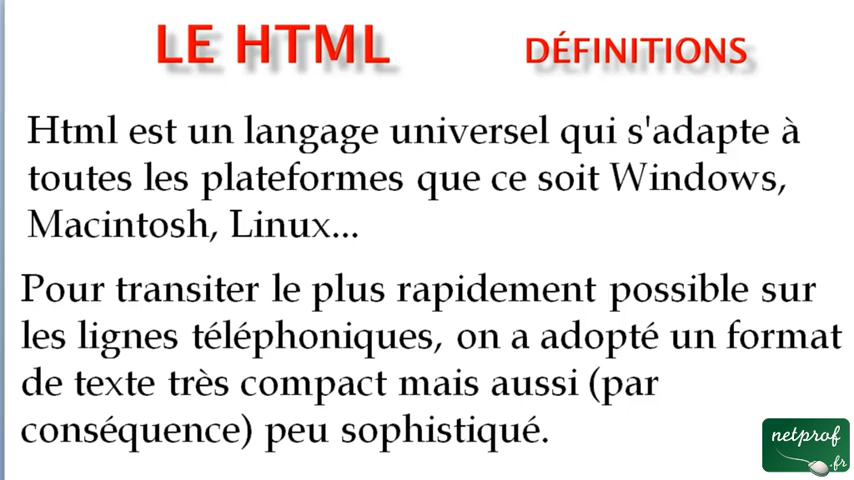 LE HTML DÉFINITIONS
Html est un langage universel qui s'adapte à
toutes les plateformes que ce soit Windows,
Macintosh, Linux...
Pour transiter le plus rapidement possible sur
les lignes téléphoniques, on a adopté un format
de texte très compact mais aussi (par
conséquence) peu sophistiqué.
netprof
.fr